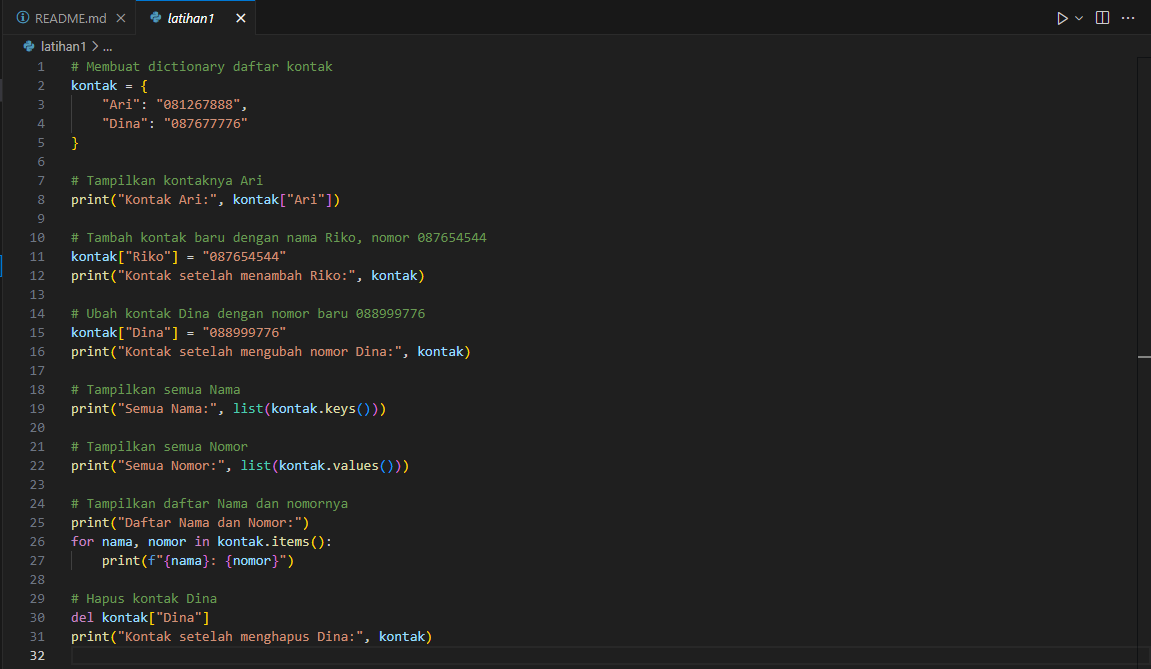 README.md
latihan1
latihan1 > ...
1 # Membuat dictionary daftar kontak
2 kontak = {
3     "Ari": "081267888",
4     "Dina": "087677776"
5 }
6
7 # Tampilkan kontaknya Ari
8 print("Kontak Ari:", kontak["Ari"])
9
10 # Tambah kontak baru dengan nama Riko, nomor 087654544
11 kontak["Riko"] = "087654544"
12 print("Kontak setelah menambah Riko:", kontak)
13
14 # Ubah kontak Dina dengan nomor baru 088999776
15 kontak["Dina"] = "088999776"
16 print("Kontak setelah mengubah nomor Dina:", kontak)
17
18 # Tampilkan semua Nama
19 print("Semua Nama:", list(kontak.keys()))
20
21 # Tampilkan semua Nomor
22 print("Semua Nomor:", list(kontak.values()))
23
24 # Tampilkan daftar Nama dan nomornya
25 print("Daftar Nama dan Nomor:")
26 for nama, nomor in kontak.items():
27     print(f"{nama}: {nomor}")
28
29 # Hapus kontak Dina
30 del kontak["Dina"]
31 print("Kontak setelah menghapus Dina:", kontak)
32